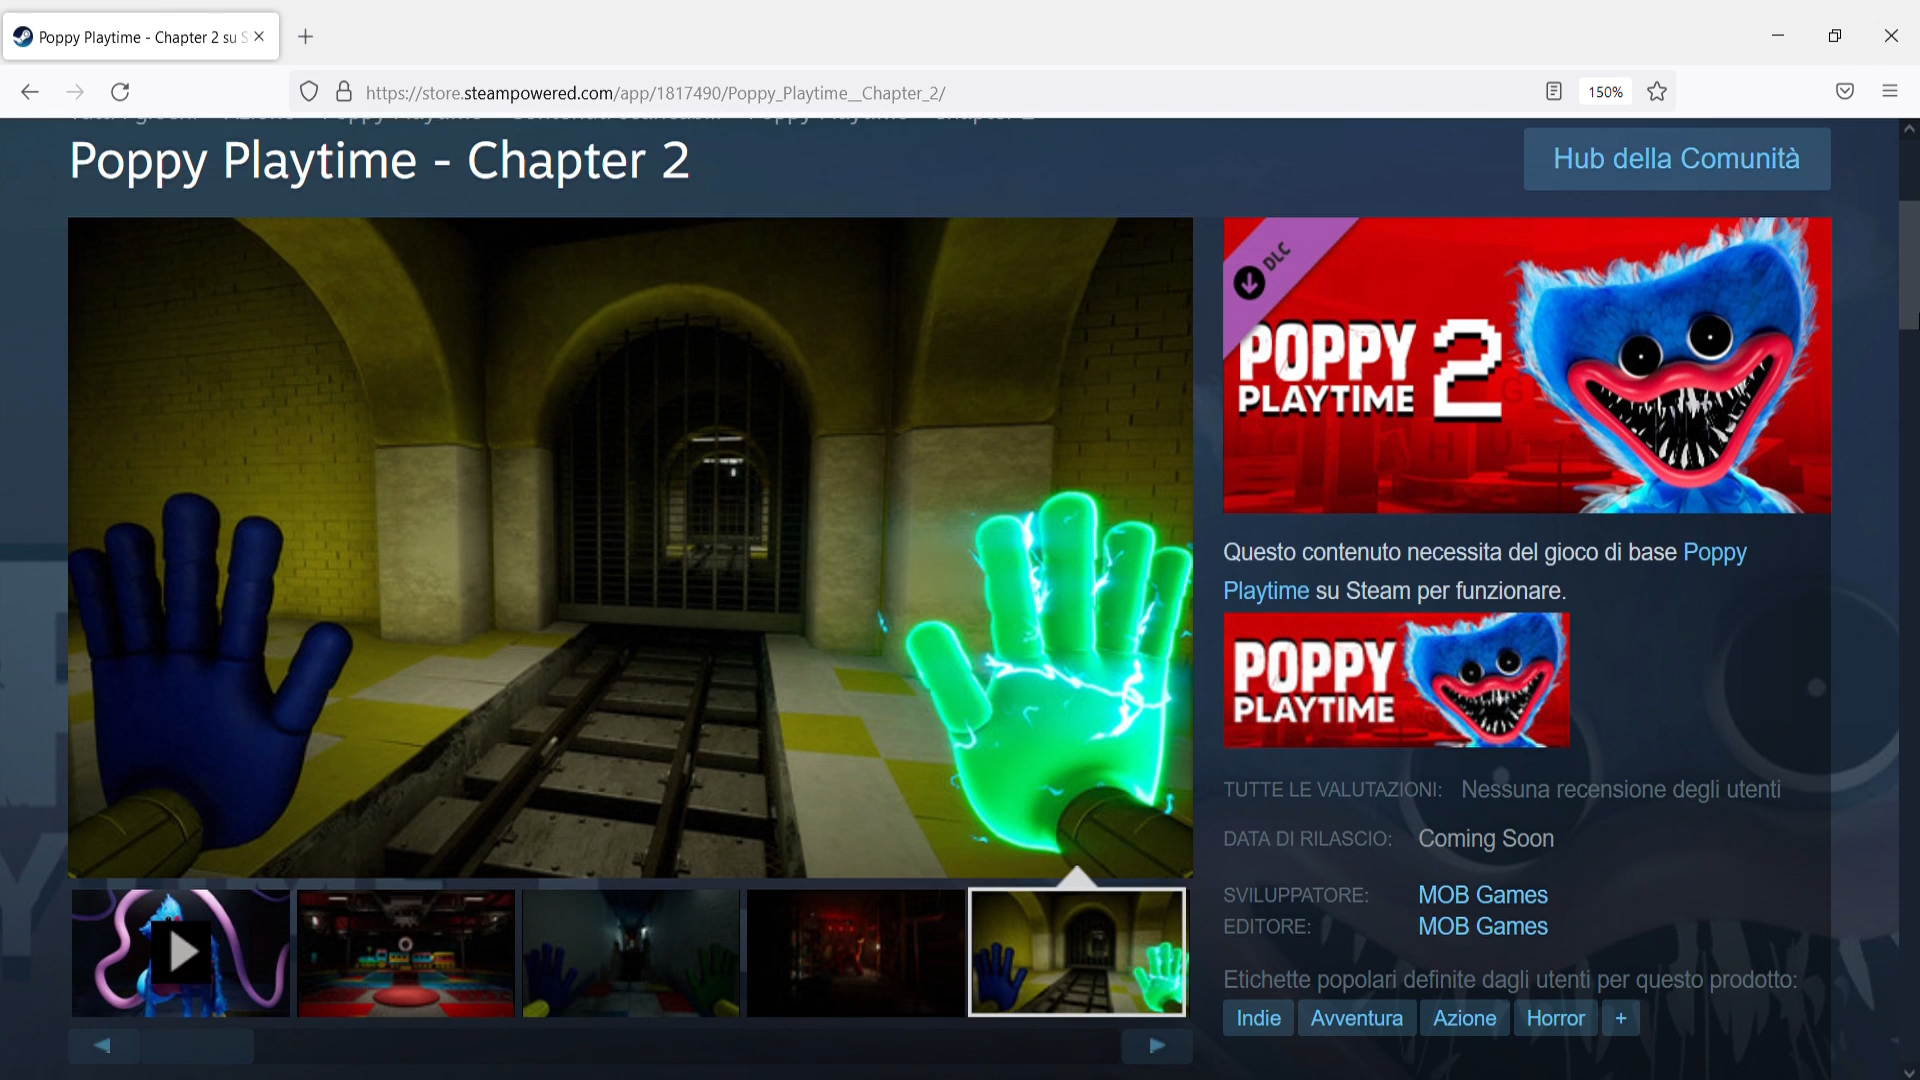 Poppy Playtime - Chapter 2 su S
https://store.steampowered.com/app/1817490/Poppy_Playtime__Chapter_2/
150%
Poppy Playtime - Chapter 2
Hub della Comunità
DLC
POPPY
PLAYTIME
2
Questo contenuto necessita del gioco di base Poppy
Playtime su Steam per funzionare.
POPPY
PLAYTIME
TUTTE LE VALUTAZIONI: Nessuna recensione degli utenti
DATA DI RILASCIO: Coming Soon
SVILUPPATORE: MOB Games
EDITORE: MOB Games
Etichette popolari definite dagli utenti per questo prodotto:
Indie Avventura Azione Horror +